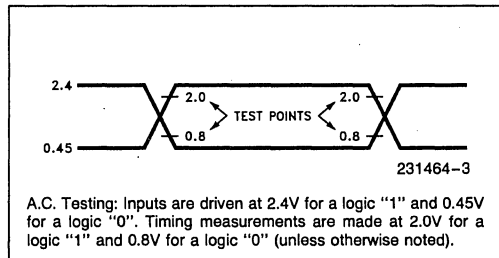 2.4
2.0
2.0
TEST POINTS
0.8
0.8
0.45
231464-3
A.C. Testing: Inputs are driven at 2.4V for a logic "1" and 0.45V
for a logic "0". Timing measurements are made at 2.0V for a
logic "1" and 0.8V for a logic "0" (unless otherwise noted).